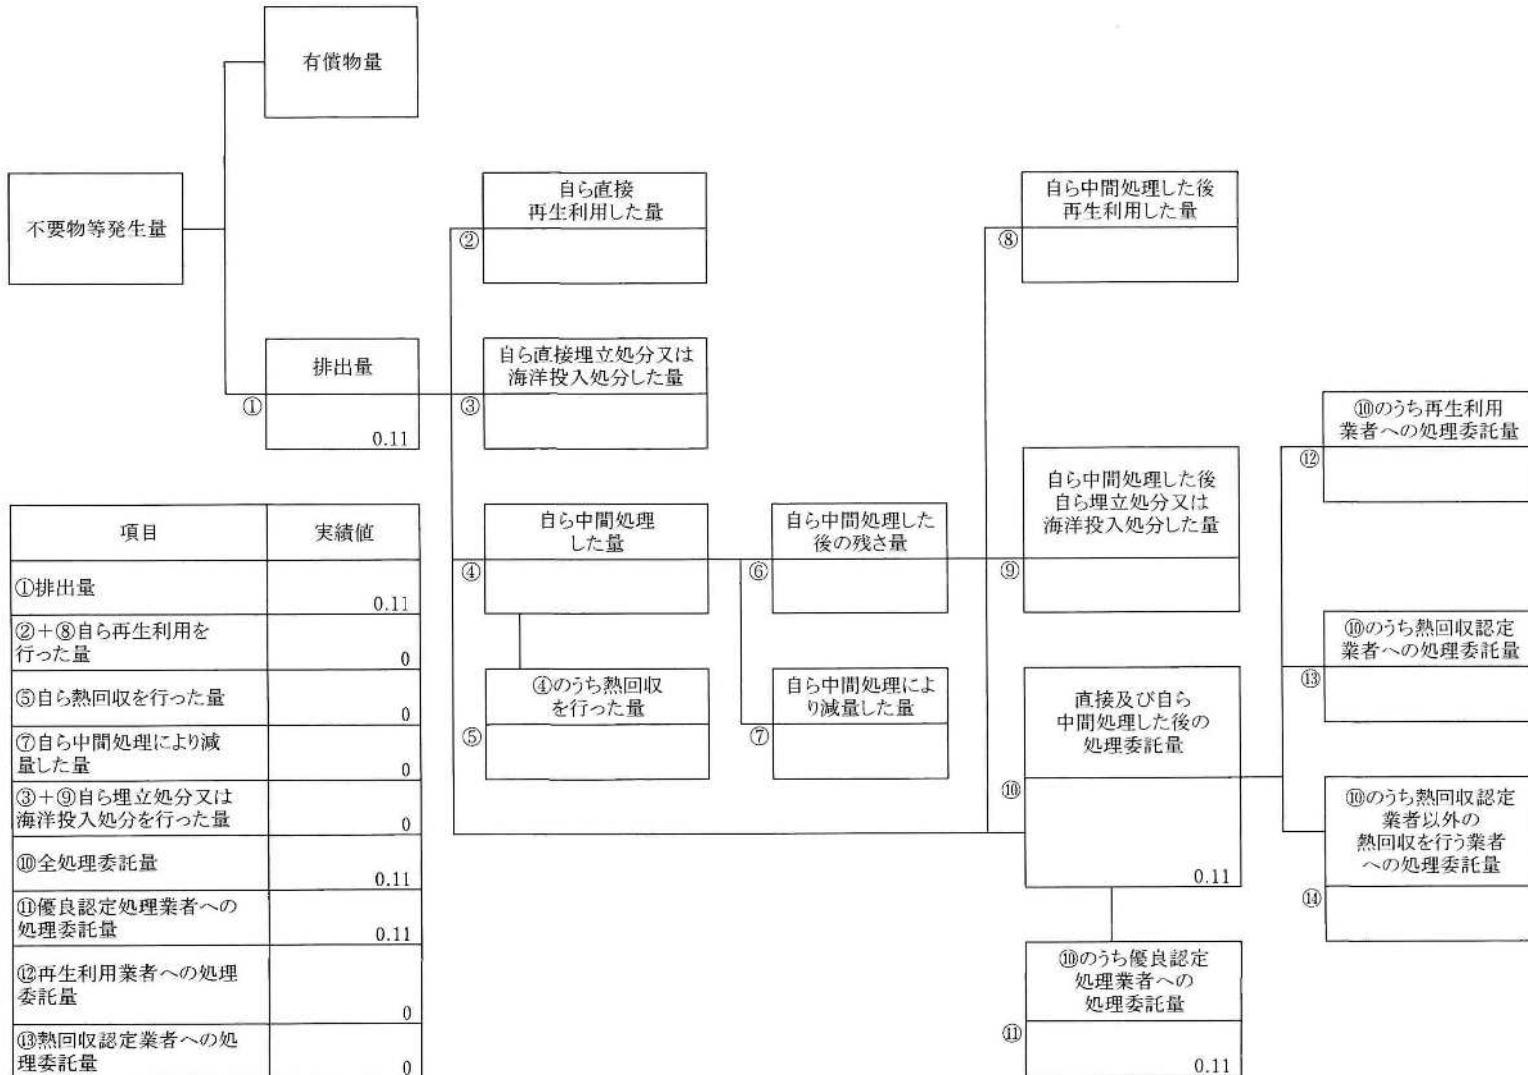 有償物量
不要物等発生量
自ら直接
再生利用した量
②
自ら中間処理した後
再生利用した量
⑧
排出量
①
0.11
自ら直接埋立処分又は
海洋投入処分した量
③
⑩のうち再生利用
業者への処理委託量
⑫
自ら中間処理
した量
④
自ら中間処理した
後の残さ量
⑥
自ら中間処理した後
自ら埋立処分又は
海洋投入処分した量
⑨
⑩のうち熱回収認定
業者への処理委託量
⑬
④のうち熱回収
を行った量
⑤
自ら中間処理によ
り減量した量
⑦
直接及び自ら
中間処理した後の
処理委託量
⑩
0.11
⑩のうち熱回収認定
業者以外の
熱回収を行う業者
への処理委託量
⑭
⑩のうち優良認定
処理業者への
処理委託量
⑪
0.11
項目 実績値
①排出量 0.11
②+⑧自ら再生利用を
行った量 0
⑤自ら熱回収を行った量 0
⑦自ら中間処理により減
量した量 0
③+⑨自ら埋立処分又は
海洋投入処分を行った量 0
⑩全処理委託量 0.11
⑪優良認定処理業者への
処理委託量 0.11
⑫再生利用業者への処理
委託量 0
⑬熱回収認定業者への処
理委託量 0